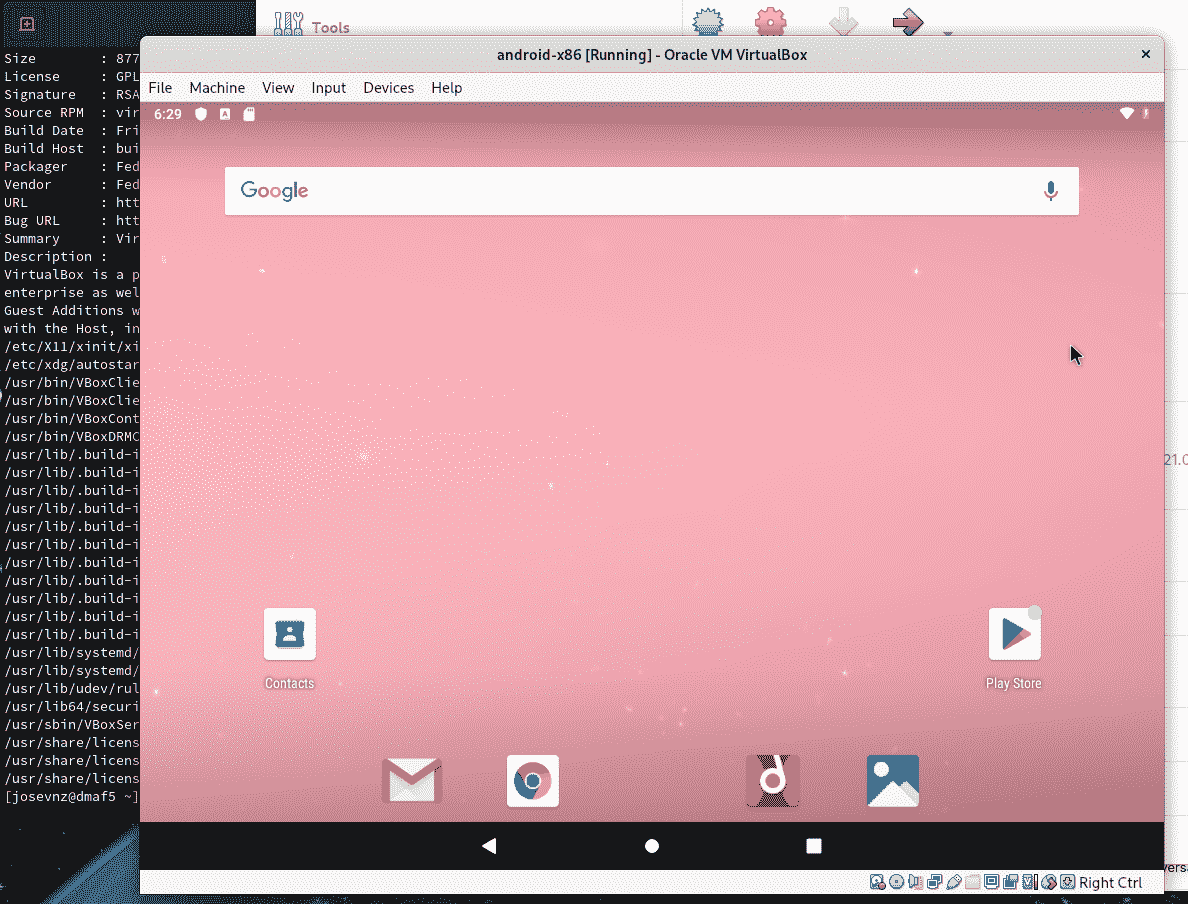 Tools
android-x86 [Running] - Oracle VM VirtualBox
File Machine View Input Devices Help
6:29
Google
Contacts
Play Store
Right Ctrl
Size : 877
License : GPL
Signature : RSA
Source RPM : vir
Build Date : Fri
Build Host : bui
Packager : Fed
Vendor : Fed
URL : htt
Bug URL : htt
Summary : Vir
Description :
VirtualBox is a p
enterprise as wel
Guest Additions w
with the Host, in
/etc/X11/xinit/xi
/etc/xdg/autostar
/usr/bin/VBoxClie
/usr/bin/VBoxClie
/usr/bin/VBoxCont
/usr/bin/VBoxDRMC
/usr/lib/.build-i
/usr/lib/.build-i
/usr/lib/.build-i
/usr/lib/.build-i
/usr/lib/.build-i
/usr/lib/.build-i
/usr/lib/.build-i
/usr/lib/.build-i
/usr/lib/.build-i
/usr/lib/.build-i
/usr/lib/.build-i
/usr/lib/systemd/
/usr/lib/systemd/
/usr/lib/udev/rul
/usr/lib64/securi
/usr/sbin/VBoxSer
/usr/share/licens
/usr/share/licens
/usr/share/licens
[josevnz@dmaf5 ~]
21.0